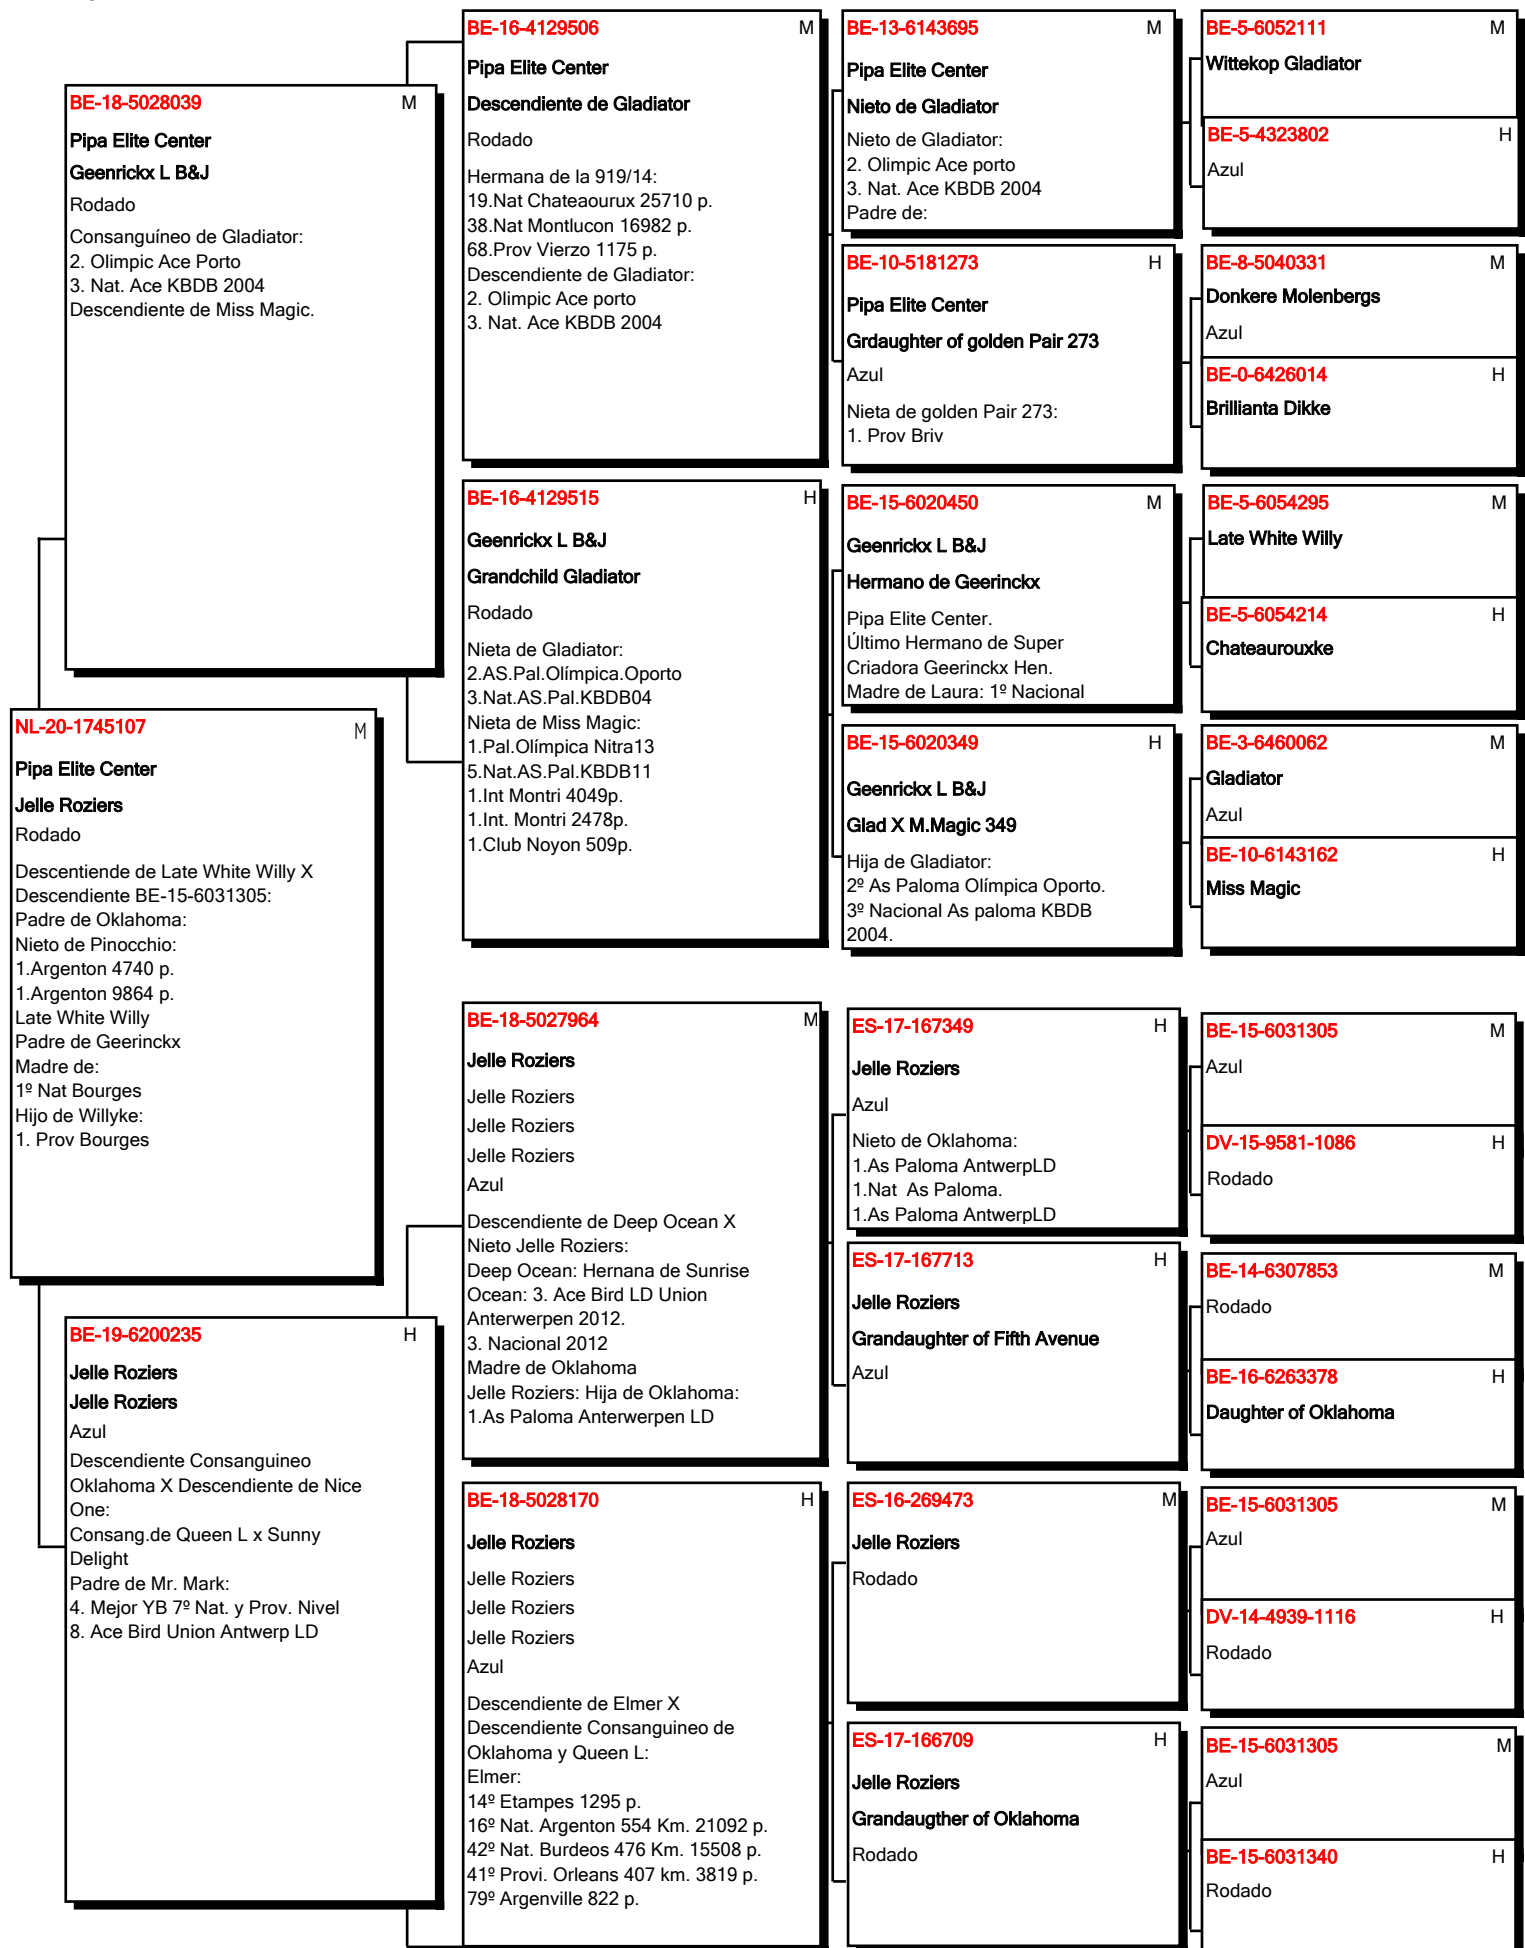 BE-18-5028039 M
Pipa Elite Center
Geenrickx L B&J
Rodado
Consanguíneo de Gladiator:
2. Olimpic Ace Porto
3. Nat. Ace KBDB 2004
Descendiente de Miss Magic.
NL-20-1745107 M
Pipa Elite Center
Jelle Roziers
Rodado
Descentiende de Late White Willy X
Descendiente BE-15-6031305:
Padre de Oklahoma:
Nieto de Pinocchio:
1.Argenton 4740 p.
1.Argenton 9864 p.
Late White Willy
Padre de Geerinckx
Madre de:
1º Nat Bourges
Hijo de Willyke:
1. Prov Bourges
BE-19-6200235 H
Jelle Roziers
Jelle Roziers
Azul
Descendiente Consanguineo
Oklahoma X Descendiente de Nice
One:
Consang.de Queen L x Sunny
Delight
Padre de Mr. Mark:
4. Mejor YB 7º Nat. y Prov. Nivel
8. Ace Bird Union Antwerp LD
BE-16-4129506 M
Pipa Elite Center
Descendiente de Gladiator
Rodado
Hermana de la 919/14:
19.Nat Chateaourux 25710 p.
38.Nat Montlucon 16982 p.
68.Prov Vierzo 1175 p.
Descendiente de Gladiator:
2. Olimpic Ace porto
3. Nat. Ace KBDB 2004
BE-16-4129515 H
Geenrickx L B&J
Grandchild Gladiator
Rodado
Nieta de Gladiator:
2.AS.Pal.Olímpica.Oporto
3.Nat.AS.Pal.KBDB04
Nieta de Miss Magic:
1.Pal.Olímpica Nitra13
5.Nat.AS.Pal.KBDB11
1.Int Montri 4049p.
1.Int. Montri 2478p.
1.Club Noyon 509p.
BE-18-5027964 M
Jelle Roziers
Jelle Roziers
Jelle Roziers
Jelle Roziers
Azul
Descendiente de Deep Ocean X
Nieto Jelle Roziers:
Deep Ocean: Hernana de Sunrise
Ocean: 3. Ace Bird LD Union
Anterwerpen 2012.
3. Nacional 2012
Madre de Oklahoma
Jelle Roziers: Hija de Oklahoma:
1.As Paloma Anterwerpen LD
BE-18-5028170 H
Jelle Roziers
Jelle Roziers
Jelle Roziers
Jelle Roziers
Azul
Descendiente de Elmer X
Descendiente Consanguineo de
Oklahoma y Queen L:
Elmer:
14º Etampes 1295 p.
16º Nat. Argenton 554 Km. 21092 p.
42º Nat. Burdeos 476 Km. 15508 p.
41º Provi. Orleans 407 km. 3819 p.
79º Argenville 822 p.
BE-13-6143695 M
Pipa Elite Center
Nieto de Gladiator
Nieto de Gladiator:
2. Olimpic Ace porto
3. Nat. Ace KBDB 2004
Padre de:
BE-10-5181273 H
Pipa Elite Center
Grdaughter of golden Pair 273
Azul
Nieta de golden Pair 273:
1. Prov Briv
BE-15-6020450 M
Geenrickx L B&J
Hermano de Geerinckx
Pipa Elite Center.
Último Hermano de Super
Criadora Geerinckx Hen.
Madre de Laura: 1º Nacional
BE-15-6020349 H
Geenrickx L B&J
Glad X M.Magic 349
Hija de Gladiator:
2º As Paloma Olímpica Oporto.
3º Nacional As paloma KBDB
2004.
ES-17-167349 H
Jelle Roziers
Azul
Nieto de Oklahoma:
1.As Paloma AntwerpLD
1.Nat As Paloma.
1.As Paloma AntwerpLD
ES-17-167713 H
Jelle Roziers
Grandaughter of Fifth Avenue
Azul
ES-16-269473 M
Jelle Roziers
Rodado
ES-17-166709 H
Jelle Roziers
Grandaugther of Oklahoma
Rodado
BE-5-6052111 M
Wittekop Gladiator
BE-5-4323802 H
Azul
BE-8-5040331 M
Donkere Molenbergs
Azul
BE-0-6426014 H
Brillianta Dikke
BE-5-6054295 M
Late White Willy
BE-5-6054214 H
Chateaurouxke
BE-3-6460062 M
Gladiator
Azul
BE-10-6143162 H
Miss Magic
BE-15-6031305 M
Azul
DV-15-9581-1086 H
Rodado
BE-14-6307853 M
Rodado
BE-16-6263378 H
Daughter of Oklahoma
BE-15-6031305 M
Azul
DV-14-4939-1116 H
Rodado
BE-15-6031305 M
Azul
BE-15-6031340 H
Rodado